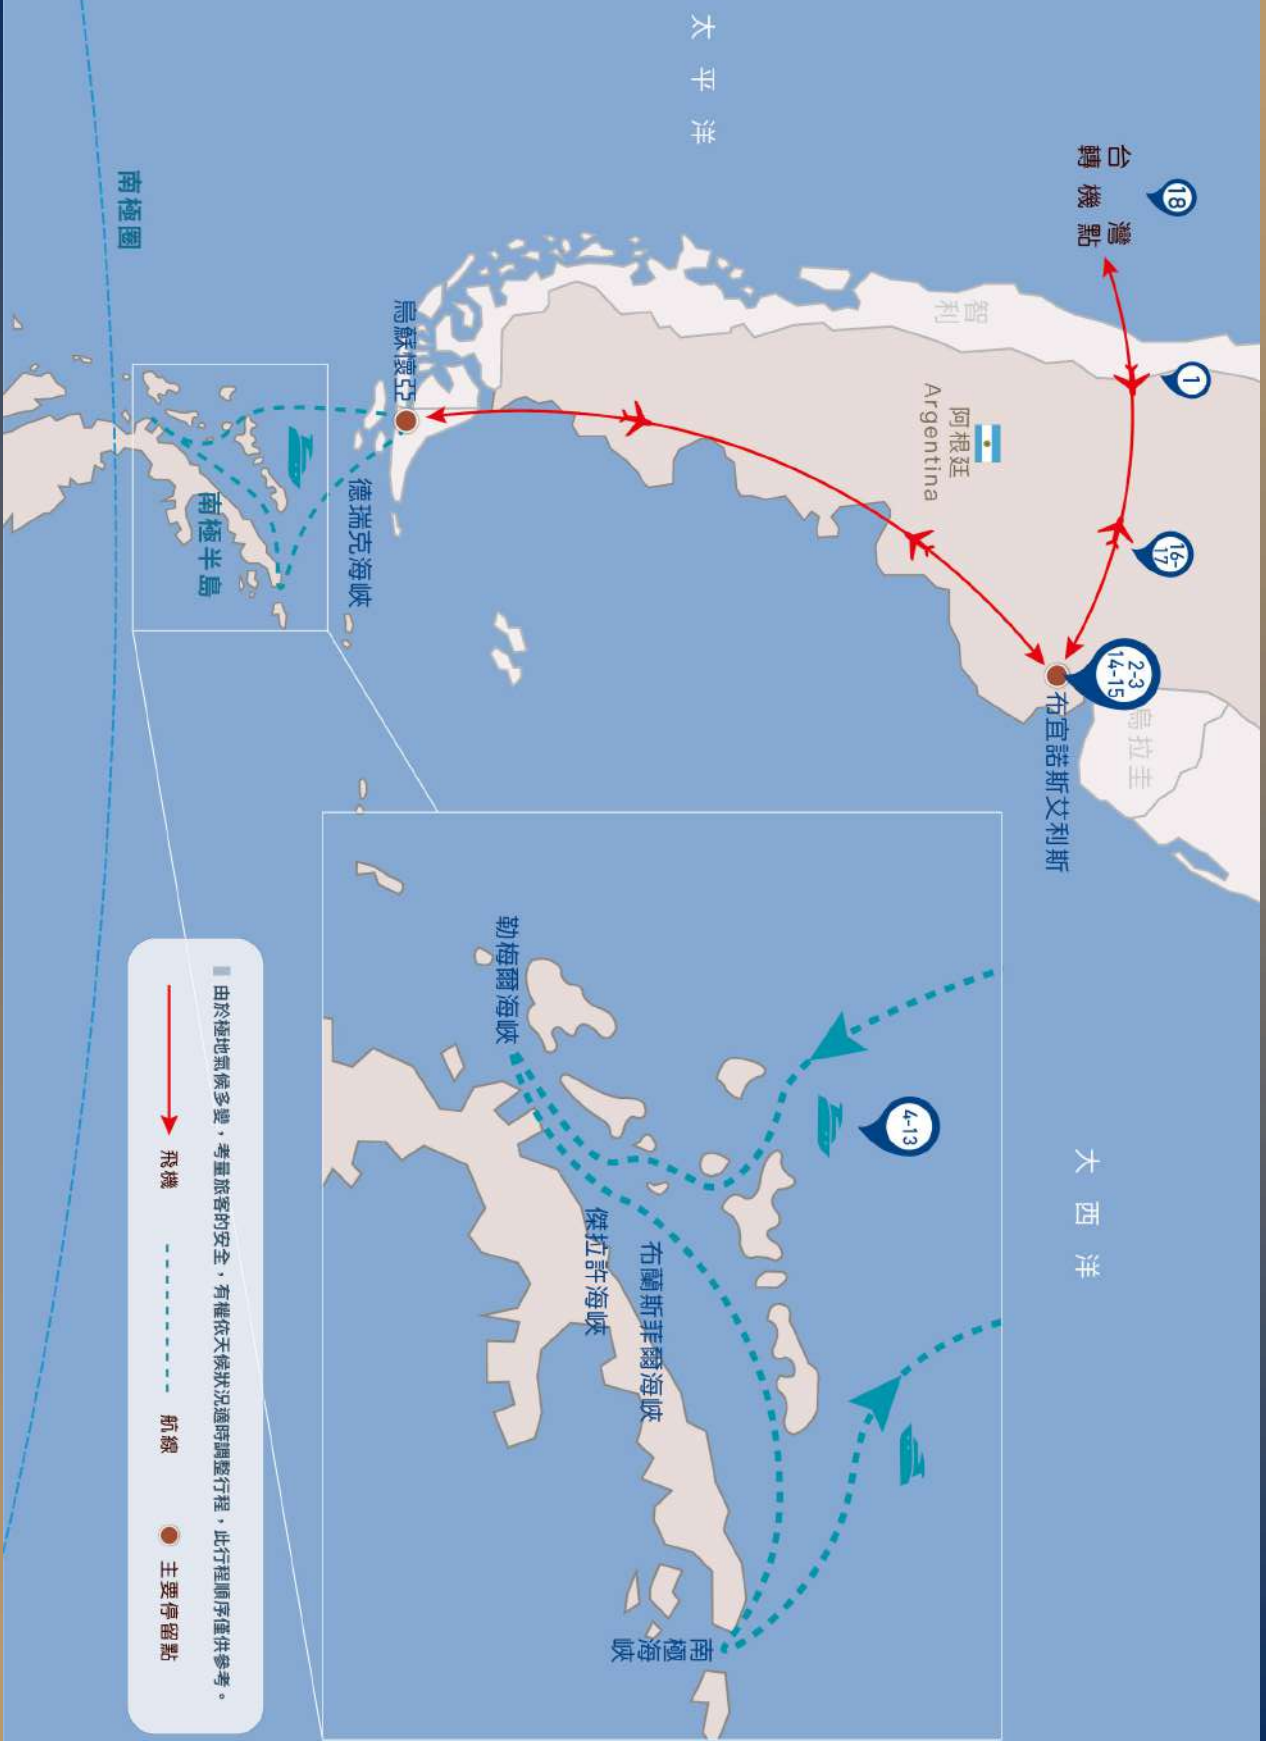 18
1
16-
17
2-3
14-15
台灣
轉機點
烏拉圭
布宜諾斯艾利斯
大西洋
智利
阿根廷
Argentina
4-13
太平洋
布蘭斯菲爾海峽
傑拉許海峽
南極海峽
勒梅爾海峽
烏蘇懷亞
德瑞克海峽
南極半島
南極圈
由於極地氣候多變，考量旅客的安全，有權依天候狀況適時調整行程，此行程順序僅供參考。
飛機 航線 主要停留點